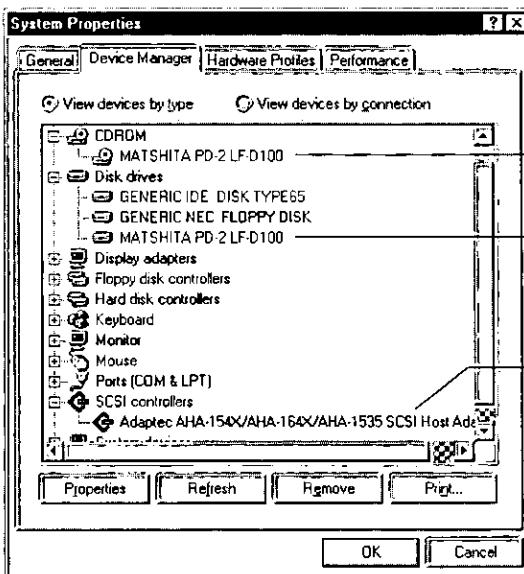 System Properties
General Device Manager Hardware Profiles Performance
View devices by type View devices by connection
CDROM
MATSHITA PD-2 LF-D100
Disk drives
GENERIC IDE DISK TYPE65
GENERIC NEC FLOPPY DISK
MATSHITA PD-2 LF-D100
Display adapters
Floppy disk controllers
Hard disk controllers
Keyboard
Monitor
Mouse
Ports (COM & LPT)
SCSI controllers
Adaptec AHA-154X/AHA-164X/AHA-1535 SCSI Host Ada
Properties Refresh Remove Print...
OK Cancel